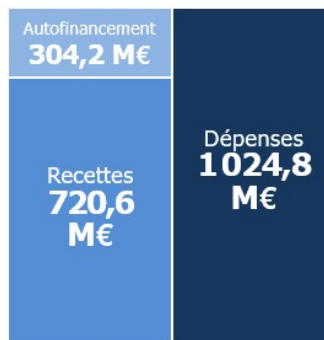 Autofinancement
304,2 M€
Recettes
720,6
M€
Dépenses
1 024,8
M€